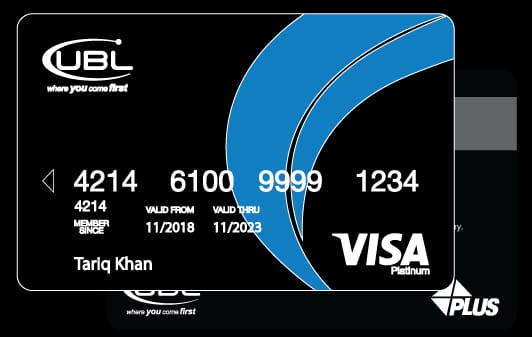 UBL
where you come first
4214 6100 9999 1234
4214
MEMBER SINCE
VALID FROM
VALID THRU
11/2018
11/2023
Tariq Khan
VISA
Platinum
UBL
where you come first
PLUS